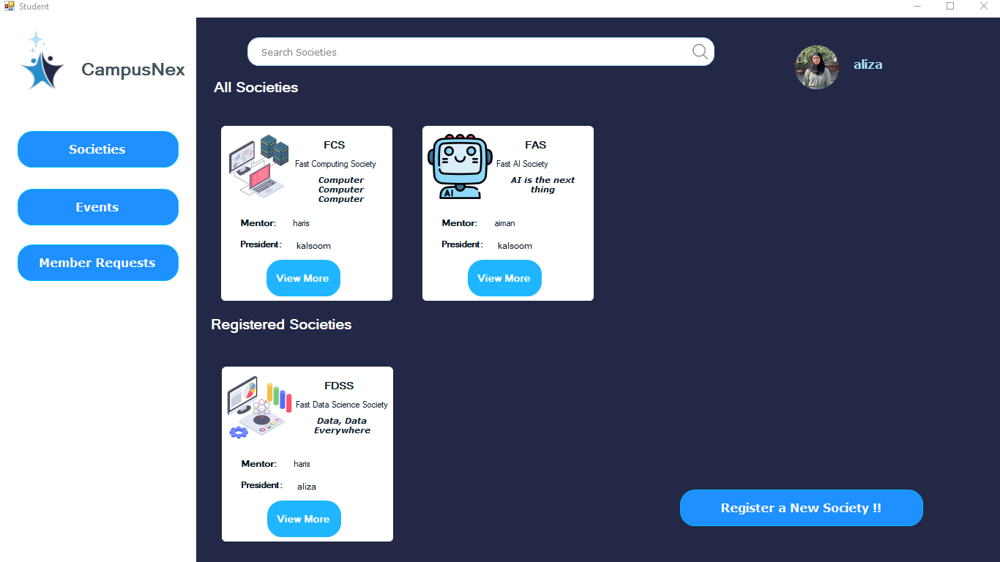 Student
CampusNex
Societies
Events
Member Requests
Search Societies
aliza
All Societies
FCS
Fast Computing Society
Computer
Computer
Computer
Mentor: haris
President: kalsoom
View More
AI
FAS
Fast AI Society
AI is the next
thing
Mentor: aiman
President: kalsoom
View More
Registered Societies
FDSS
Fast Data Science Society
Data, Data
Everywhere
Mentor: haris
President: aliza
View More
Register a New Society !!